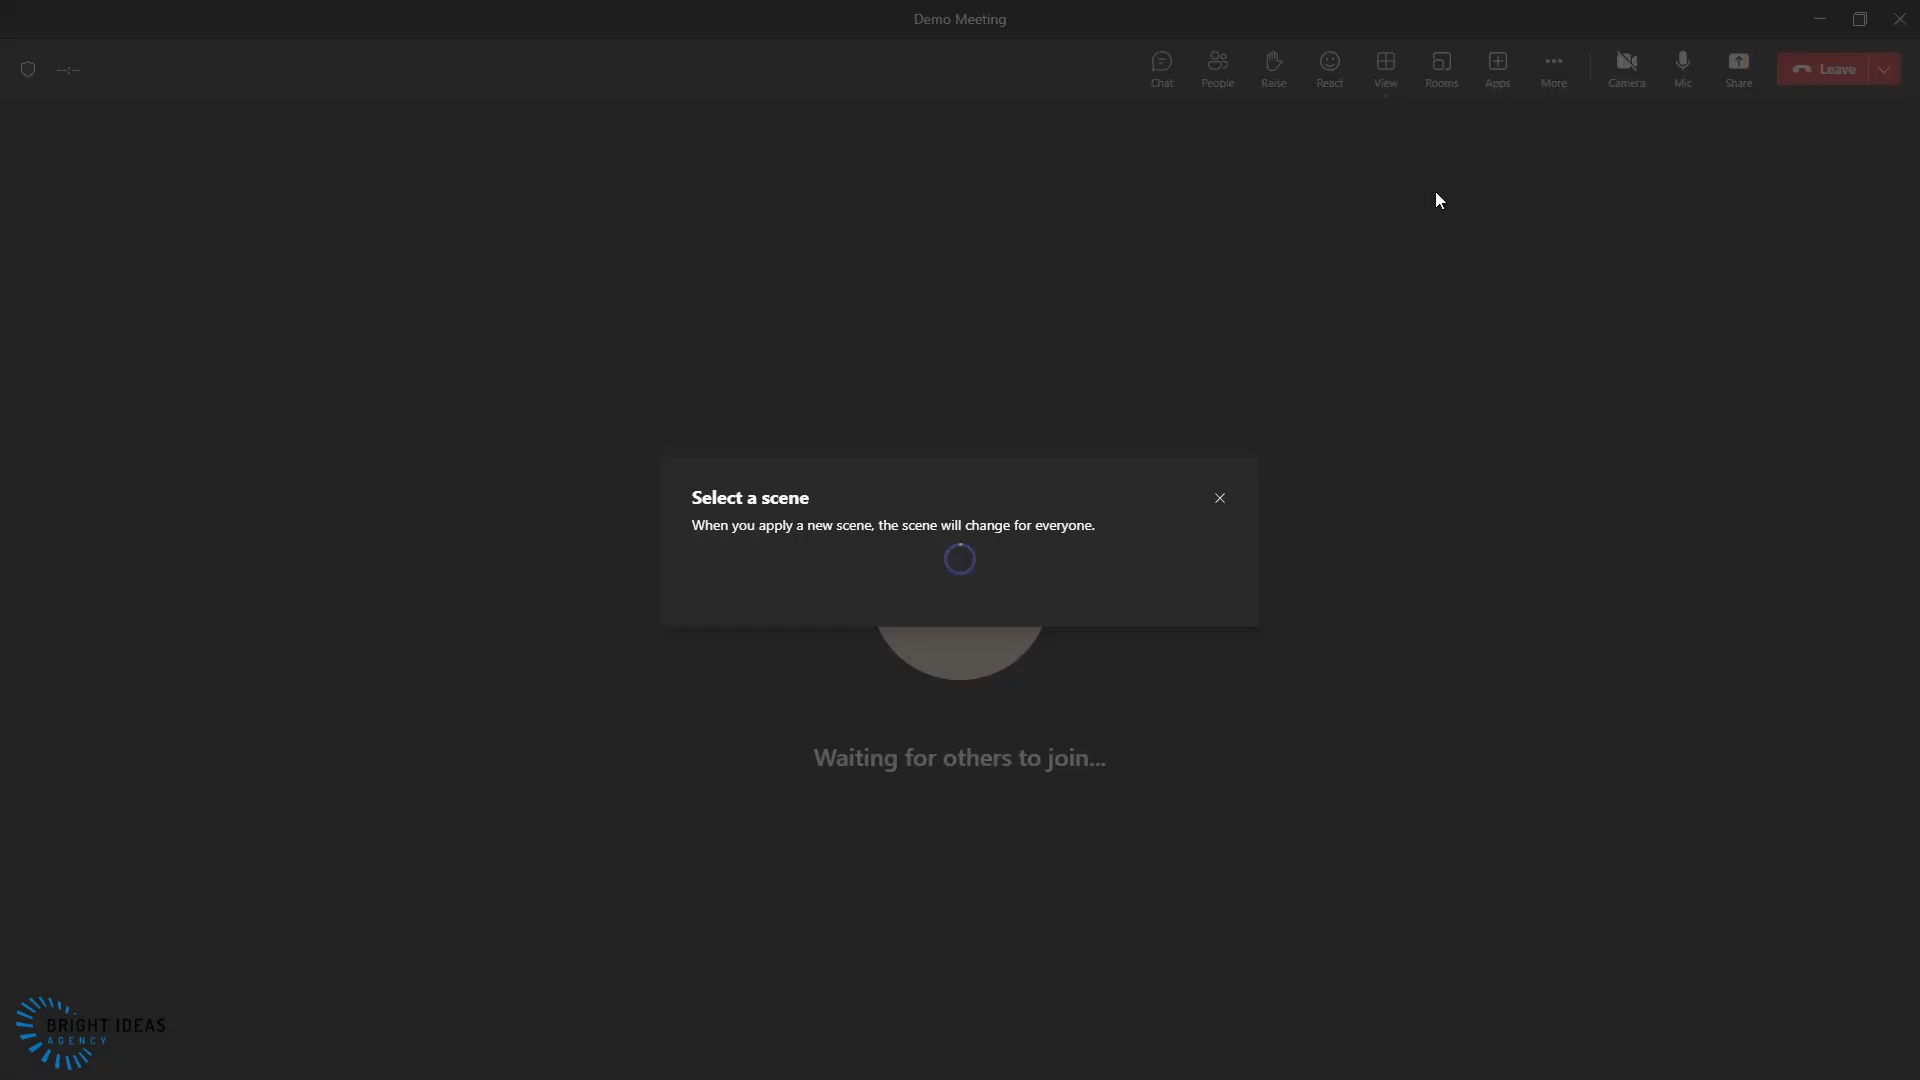 Demo Meeting
--:--
Chat
People
Raise
React
View
Rooms
Apps
More
Camera
Mic
Share
Leave
Select a scene
When you apply a new scene, the scene will change for everyone.
Waiting for others to join...
BRIGHT IDEAS
AGENCY